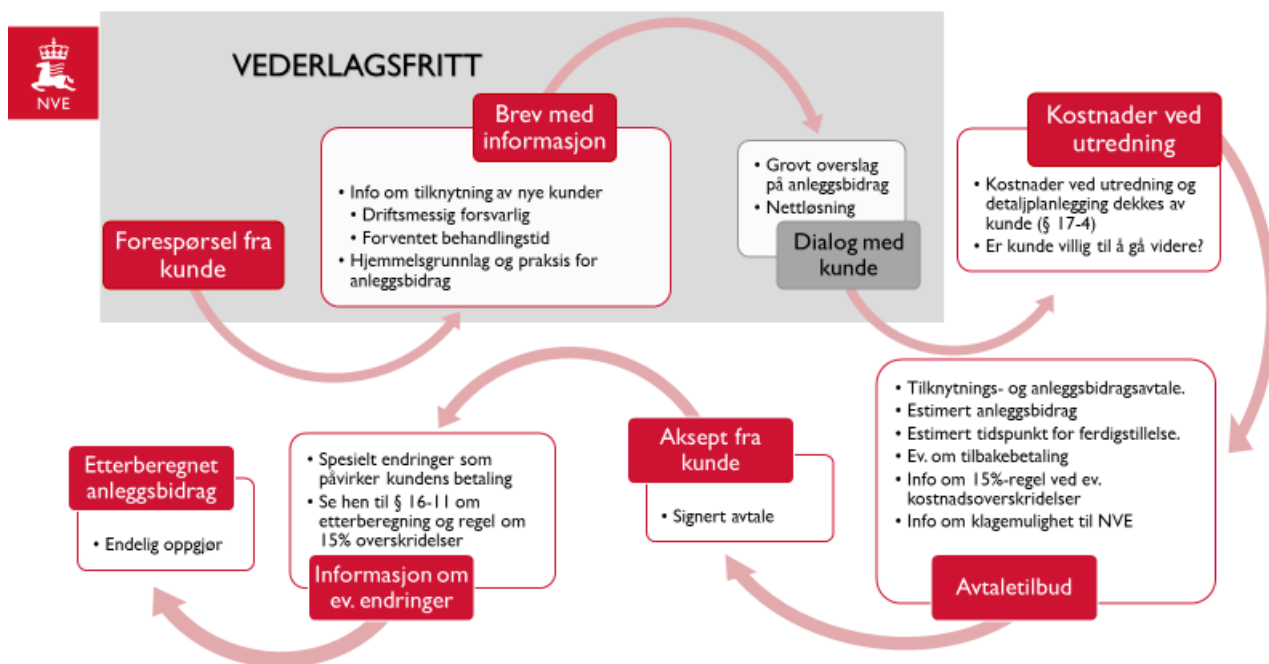 NVE
VEDERLAGSFRITT
Forespørsel fra
kunde
Brev med
informasjon
• Info om tilknytning av nye kunder
• Driftsmessig forsvarlig
• Forventet behandlingstid
• Hjemmelsgrunnlag og praksis for
anleggsbidrag
• Grovt overslag
på anleggsbidrag
• Nettløsning
Dialog med
kunde
Kostnader ved
utredning
• Kostnader ved utredning og
detaljplanlegging dekkes av
kunde (§ 17-4)
• Er kunde villig til å gå videre?
• Tilknytnings- og anleggsbidragsavtale.
• Estimert anleggsbidrag
• Estimert tidspunkt for ferdigstillelse.
• Ev. om tilbakebetaling
• Info om 15%-regel ved ev.
kostnadsoverskridelser
• Info om klagemulighet til NVE
Avtaletilbud
Aksept fra
kunde
• Signert avtale
• Spesielt endringer som
påvirker kundens betaling
• Se hen til § 16-11 om
etterberegning og regel om
15% overskridelser
Informasjon om
ev. endringer
Etterberegnet
anleggsbidrag
• Endelig oppgjør